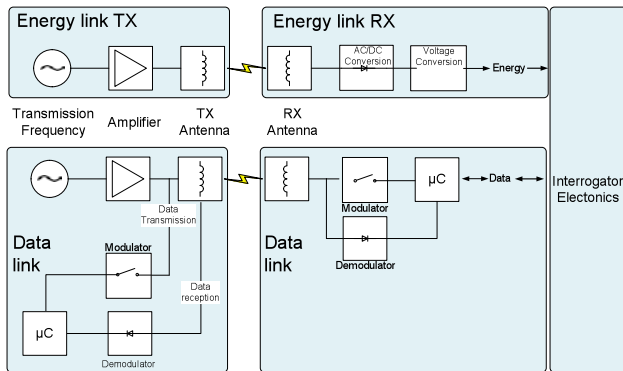 Energy link TX
Energy link RX
AC/DC
Conversion
Voltage
Conversion
Energy
Transmission
Frequency
Amplifier
TX
Antenna
RX
Antenna
Interrogator
Electonics
Data
Transmission
Modulator
Data
link
Data
reception
µC
Demodulator
Modulator
µC
Data
Demodulator
Data
link